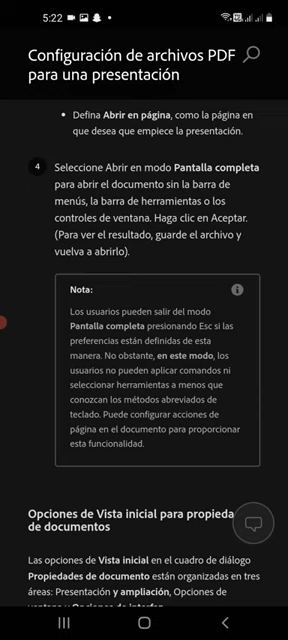 5:22
Configuración de archivos PDF
para una presentación
• Defina Abrir en página, como la página en
que desea que empiece la presentación.
4 Seleccione Abrir en modo Pantalla completa
para abrir el documento sin la barra de
menús, la barra de herramientas o los
controles de ventana. Haga clic en Aceptar.
(Para ver el resultado, guarde el archivo y
vuelva a abrirlo).
Nota:
Los usuarios pueden salir del modo
Pantalla completa presionando Esc si las
preferencias están definidas de esta
manera. No obstante, en este modo, los
usuarios no pueden aplicar comandos ni
seleccionar herramientas a menos que
conozcan los métodos abreviados de
teclado. Puede configurar acciones de
página en el documento para proporcionar
esta funcionalidad.
Opciones de Vista inicial para propieda
de documentos
Las opciones de Vista inicial en el cuadro de diálogo
Propiedades de documento están organizadas en tres
áreas: Presentación y ampliación, Opciones de
ventana y Opciones de interfaz